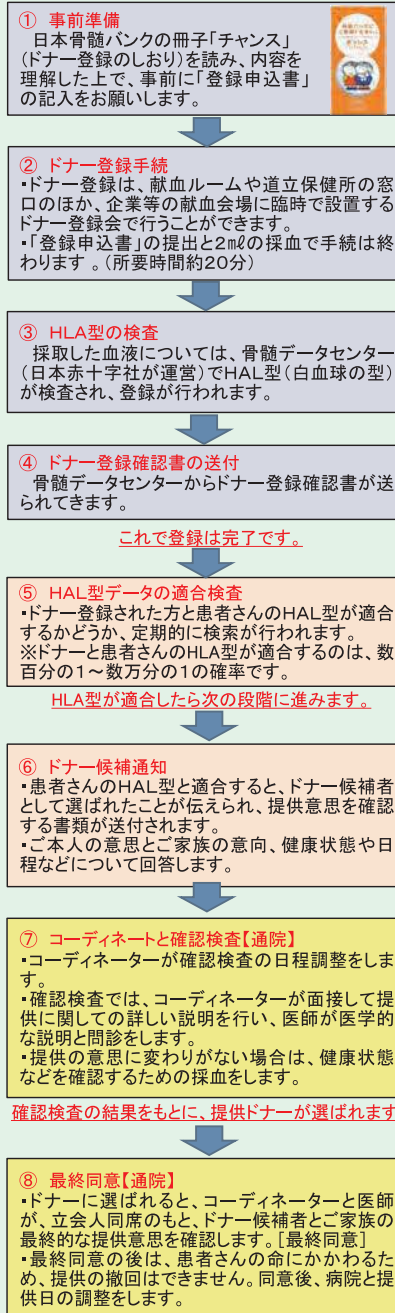 ① 事前準備
日本骨髄バンクの冊子「チャンス」
(ドナー登録のしおり)を読み、内容を
理解した上で、事前に「登録申込書」
の記入をお願いします。
チャンス
② ドナー登録手続
・ドナー登録は、献血ルームや道立保健所の窓
口のほか、企業等の献血会場に臨時で設置する
ドナー登録会で行うことができます。
・「登録申込書」の提出と2㎖の採血で手続は終
わります 。(所要時間約20分)
③ HLA型の検査
採取した血液については、骨髄データセンター
(日本赤十字社が運営)でHAL型(白血球の型)
が検査され、登録が行われます。
④ ドナー登録確認書の送付
骨髄データセンターからドナー登録確認書が送
られてきます。
これで登録は完了です。
⑤ HAL型データの適合検査
・ドナー登録された方と患者さんのHAL型が適合
するかどうか、定期的に検索が行われます。
※ドナーと患者さんのHLA型が適合するのは、数
百分の1～数万分の1の確率です。
HLA型が適合したら次の段階に進みます。
⑥ ドナー候補通知
・患者さんのHAL型と適合すると、ドナー候補者
として選ばれたことが伝えられ、提供意思を確認
する書類が送付されます。
・ご本人の意思とご家族の意向、健康状態や日
程などについて回答します。
⑦ コーディネートと確認検査【通院】
・コーディネーターが確認検査の日程調整をしま
す。
・確認検査では、コーディネーターが面接して提
供に関しての詳しい説明を行い、医師が医学的
な説明と問診をします。
・提供の意思に変わりがない場合は、健康状態
などを確認するための採血をします。
確認検査の結果をもとに、提供ドナーが選ばれます
⑧ 最終同意【通院】
・ドナーに選ばれると、コーディネーターと医師
が、立会人同席のもと、ドナー候補者とご家族の
最終的な提供意思を確認します。[最終同意]
・最終同意の後は、患者さんの命にかかわるた
め、提供の撤回はできません。同意後、病院と提
供日の調整をします。